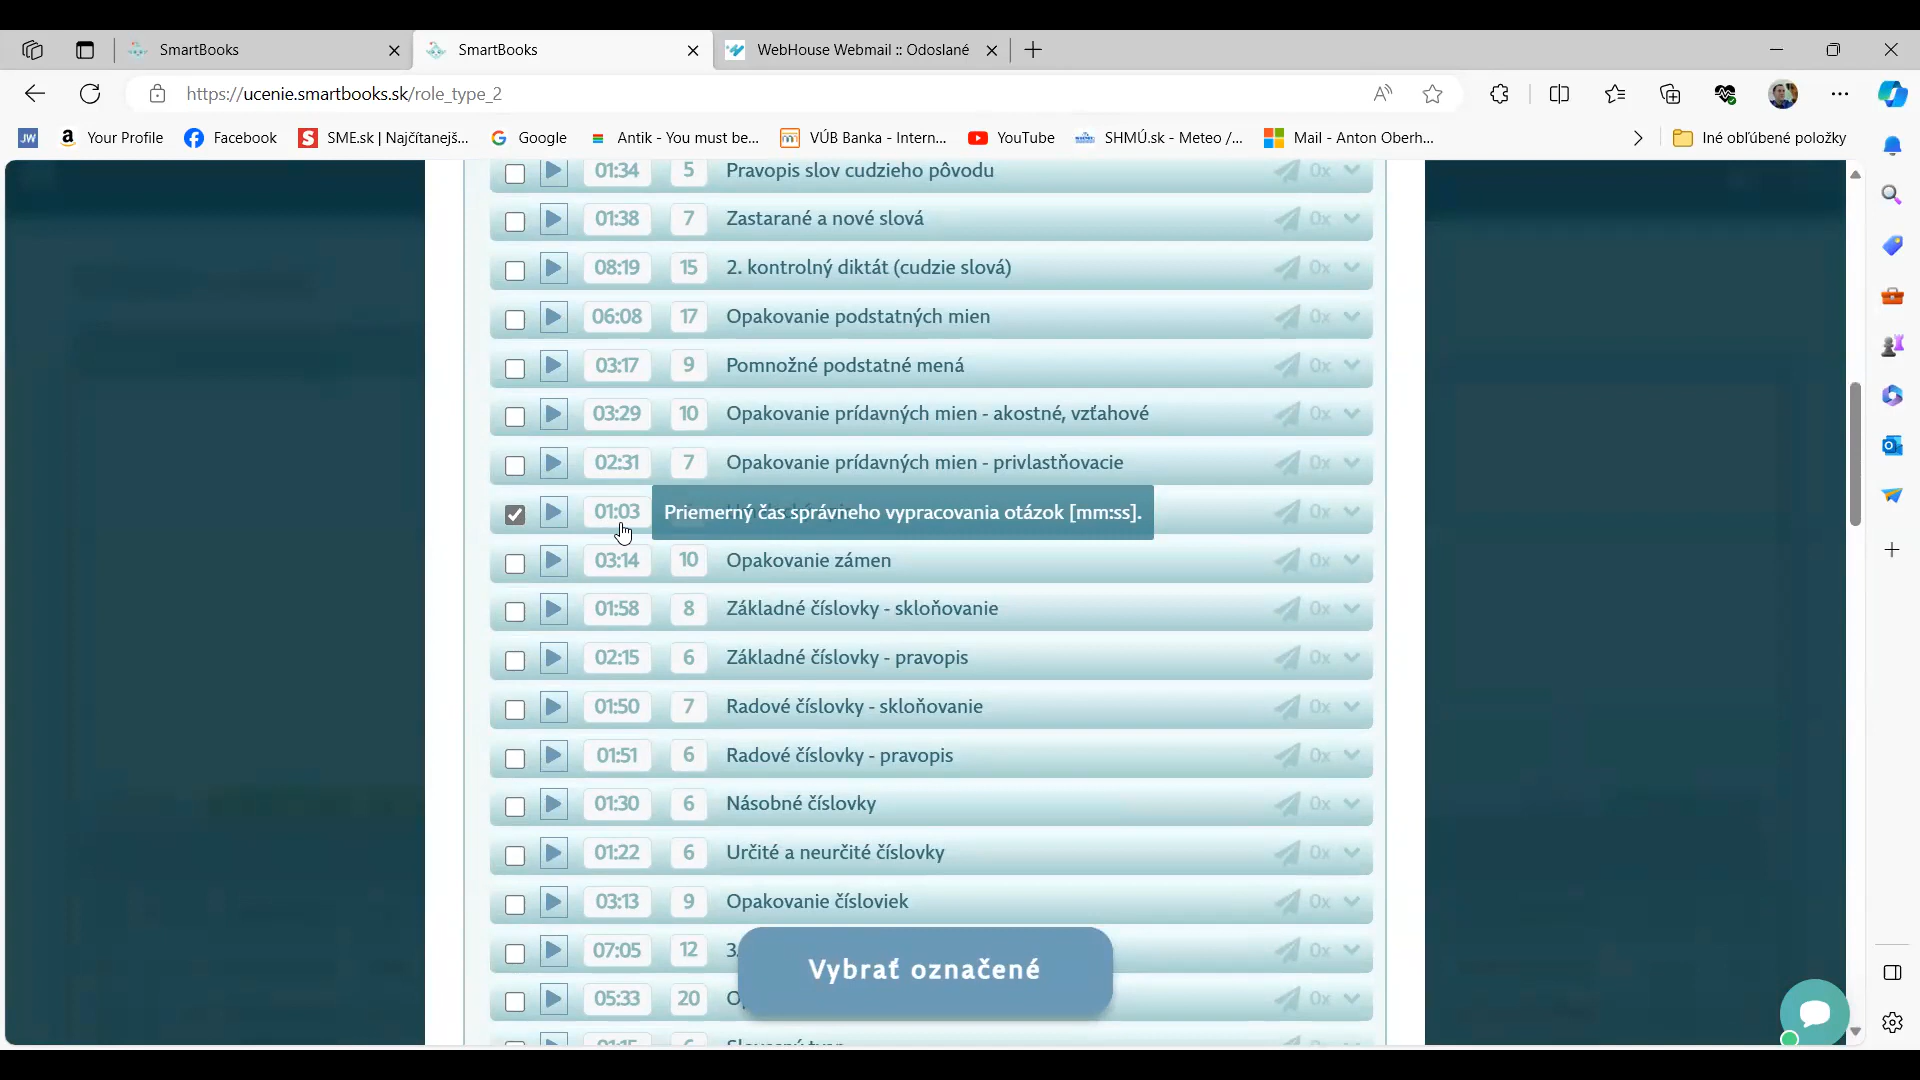 SmartBooks
SmartBooks
WebHouse Webmail :: Odoslané
https://ucenie.smartbooks.sk/role_type_2
JW
Your Profile
Facebook
SME.sk | Najčítanejš...
Google
Antik - You must be...
VÚB Banka - Intern...
YouTube
SHMÚ.sk - Meteo /...
Mail - Anton Oberh...
Iné obľúbené položky
01:34 5 Pravopis slov cudzieho pôvodu 0x
01:38 7 Zastarané a nové slová 0x
08:19 15 2. kontrolný diktát (cudzie slová) 0x
06:08 17 Opakovanie podstatných mien 0x
03:17 9 Pomnožné podstatné mená 0x
03:29 10 Opakovanie prídavných mien - akostné, vzťahové 0x
02:31 7 Opakovanie prídavných mien - privlastňovacie 0x
01:03 Priemerný čas správneho vypracovania otázok [mm:ss]. 0x
03:14 10 Opakovanie zámen 0x
01:58 8 Základné číslovky - skloňovanie 0x
02:15 6 Základné číslovky - pravopis 0x
01:50 7 Radové číslovky - skloňovanie 0x
01:51 6 Radové číslovky - pravopis 0x
01:30 6 Násobné číslovky 0x
01:22 6 Určité a neurčité číslovky 0x
03:13 9 Opakovanie čísloviek 0x
07:05 12 3. 0x
Vybrať označené
05:33 20 0x